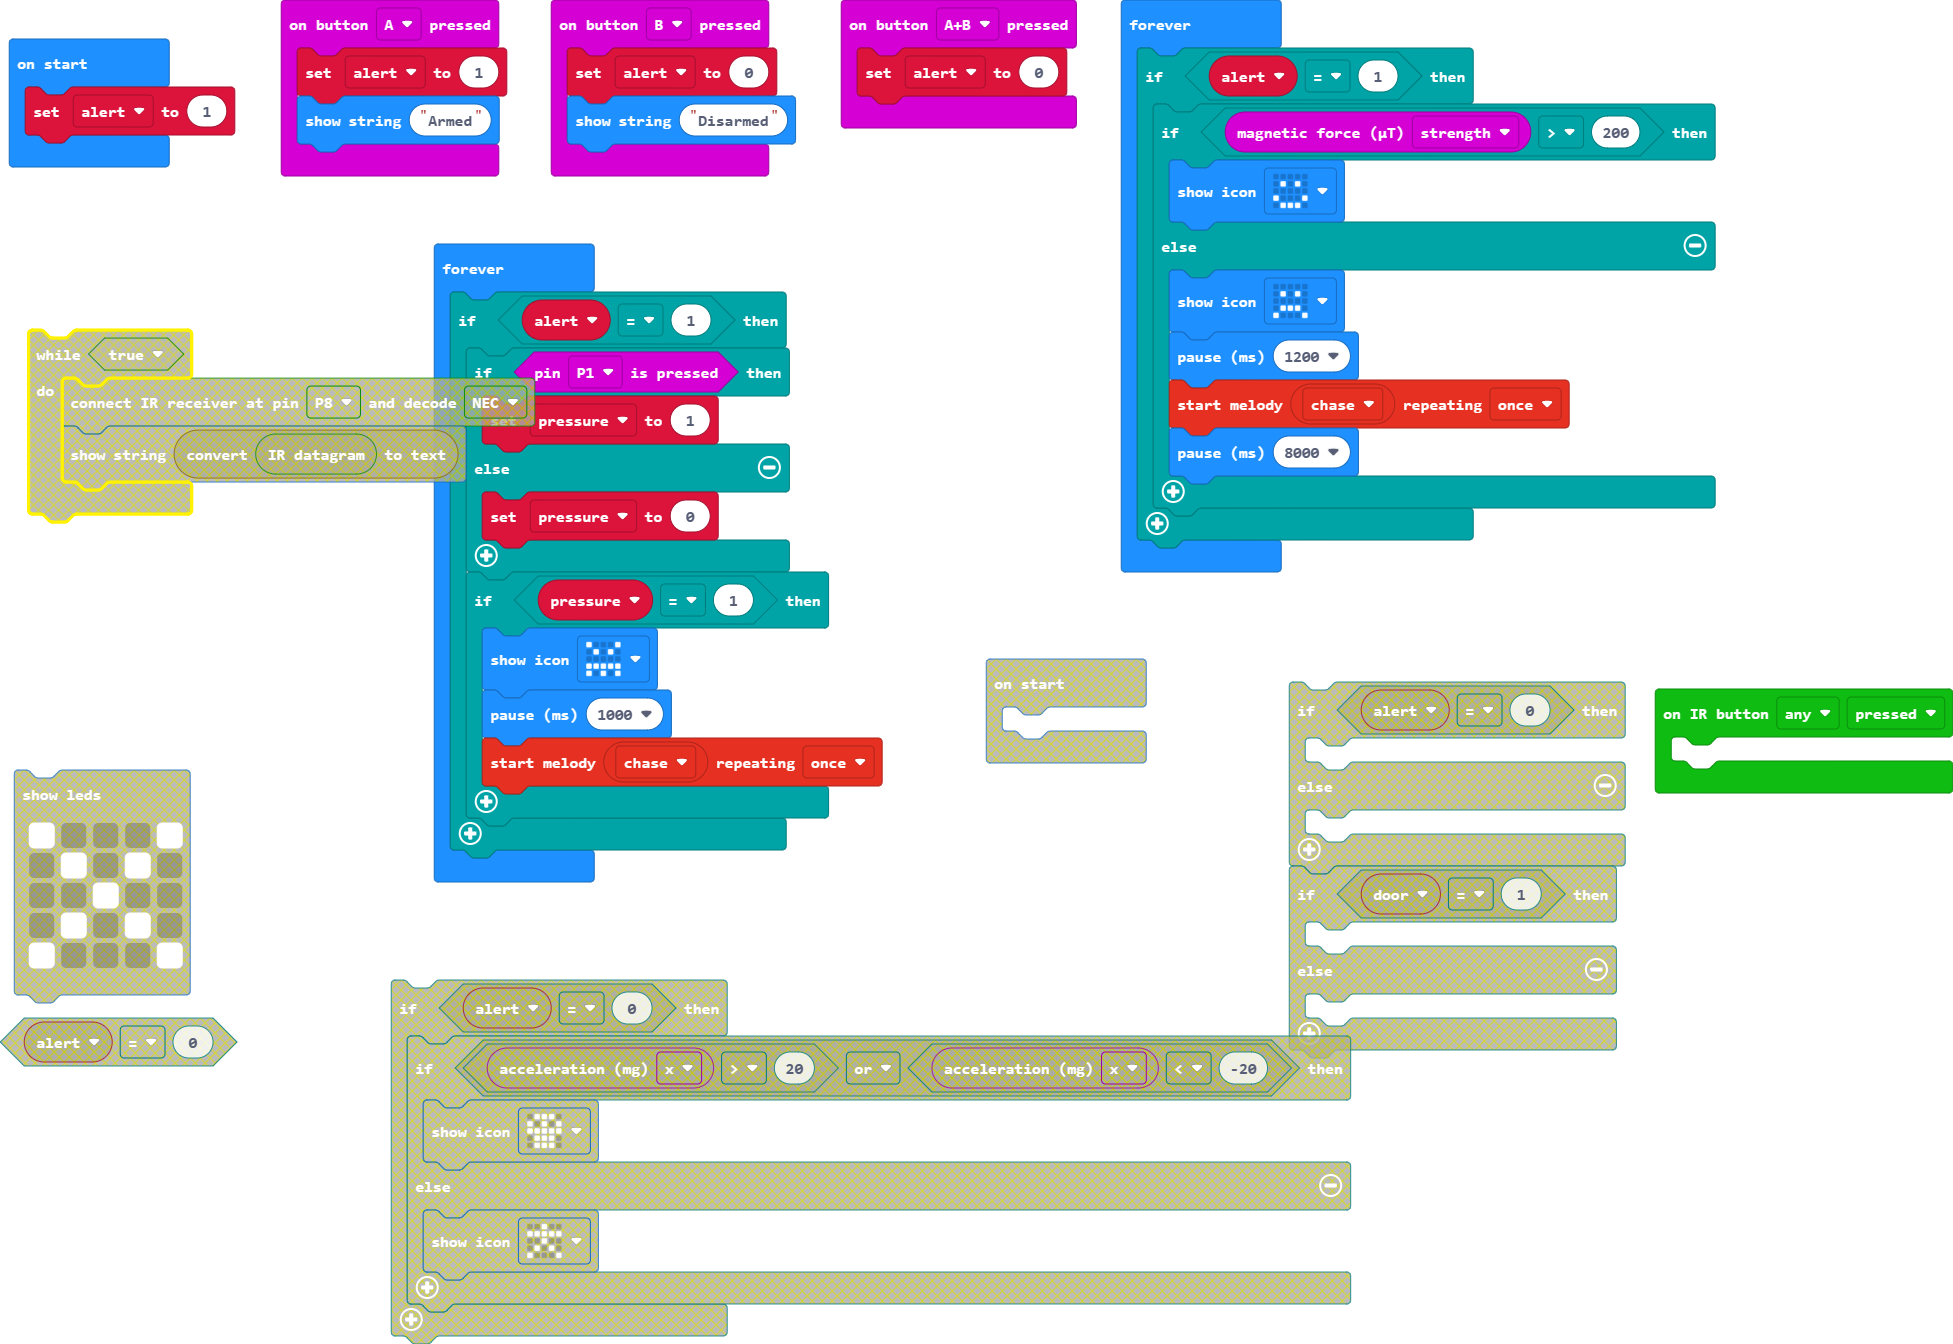 on start
set alert to 1
on button A pressed
set alert to 1
show string "Armed"
on button B pressed
set alert to 0
show string "Disarmed"
on button A+B pressed
set alert to 0
forever
if alert = 1 then
if magnetic force (µT) strength > 200 then
show icon
else
show icon
pause (ms) 1200
start melody chase repeating once
pause (ms) 8000
while true
do
connect IR receiver at pin P8 and decode NEC
show string convert IR datagram to text
forever
if alert = 1 then
if pin P1 is pressed then
set pressure to 1
else
set pressure to 0
if pressure = 1 then
show icon
pause (ms) 1000
start melody chase repeating once
on start
if alert = 0 then
else
if door = 1 then
else
on IR button any pressed
show leds
alert = 0
if alert = 0 then
if acceleration (mg) x > 20 or acceleration (mg) x < -20 then
show icon
else
show icon